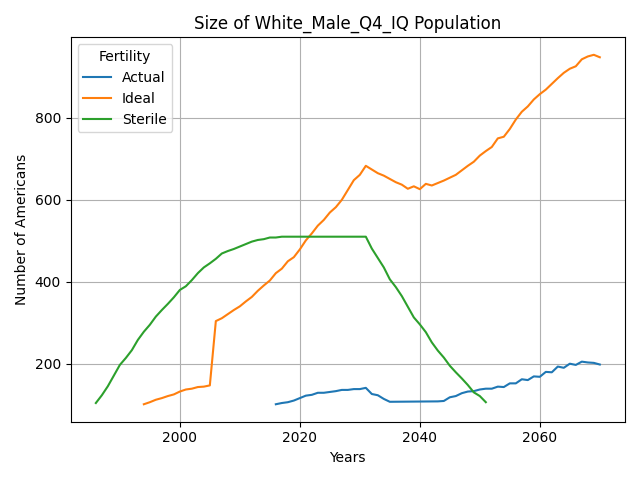 Size of White_Male_Q4_IQ Population
Fertility
Actual
Ideal
Sterile
Number of Americans
800
600
400
200
2000
2020
2040
2060
Years